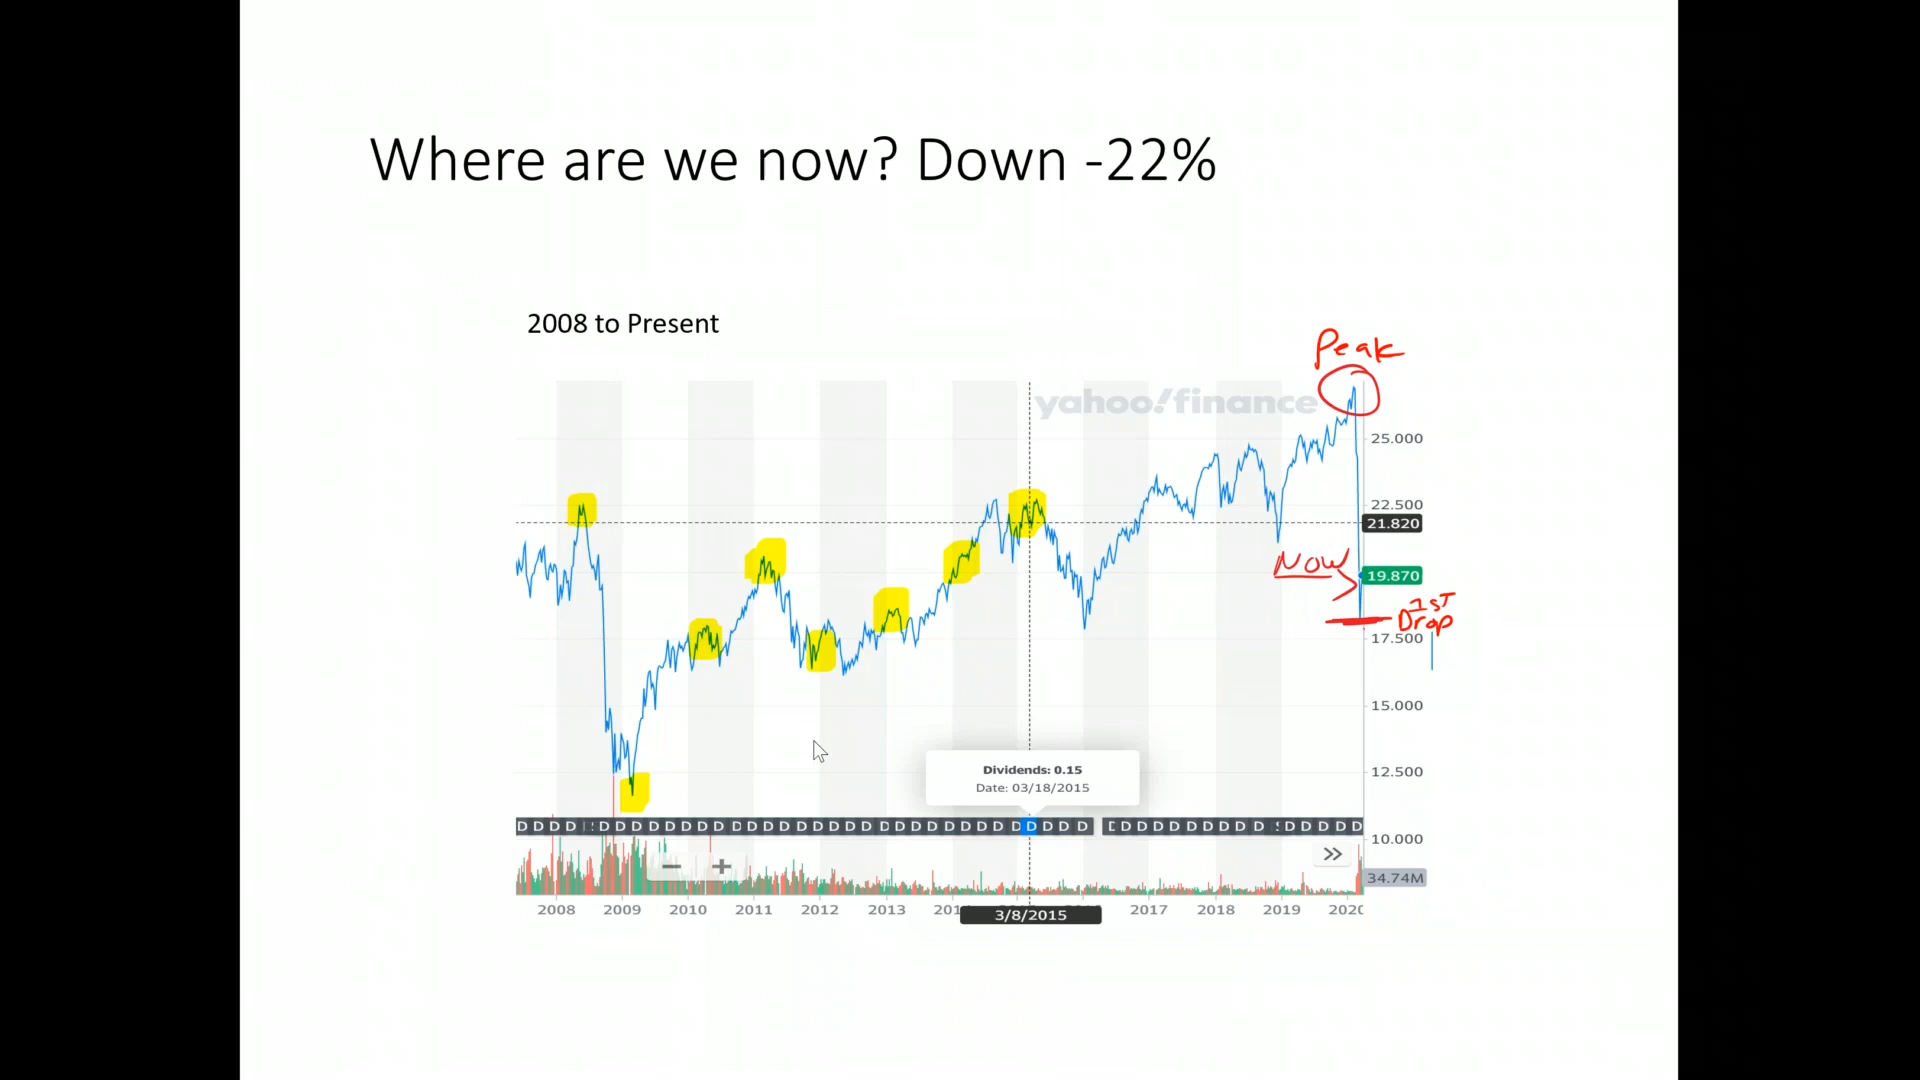 Where are we now? Down -22%
2008 to Present
Peak
yahoo!finance
25.000
22.500
21.820
Now
19.870
1st
Drop
17.500
15.000
12.500
Dividends: 0.15
Date: 03/18/2015
D D D D D D D D D D D D D D D D D D D D D D D D D D D D D D D D D D D D D D D D D D D D D D D D D
10.000
34.74M
2008 2009 2010 2011 2012 2013 3/8/2015 2017 2018 2019 2020